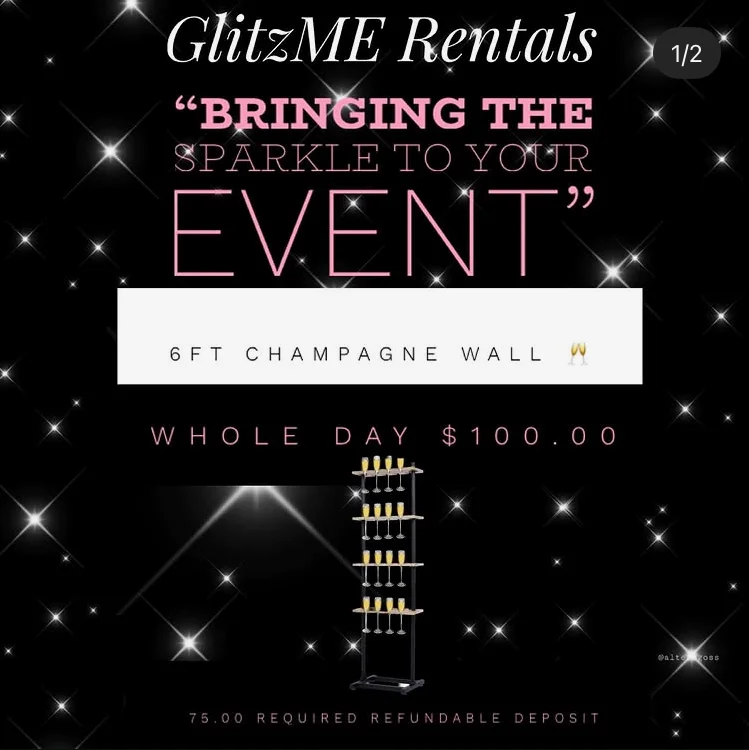 GlitzME Rentals
1/2
“BRINGING THE
SPARKLE TO YOUR
EVENT”
6FT CHAMPAGNE WALL 🥂
WHOLE DAY $100.00
75.00 REQUIRED REFUNDABLE DEPOSIT